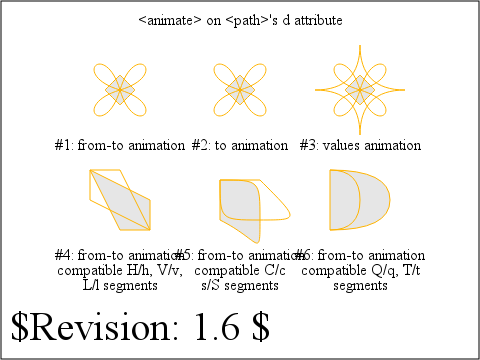 <animate> on <path>'s d attribute
#1: from-to animation
#2: to animation
#3: values animation
#4: from-to animation
compatible H/h, V/v,
L/l segments
#5: from-to animation
compatible C/c
s/S segments
#6: from-to animation
compatible Q/q, T/t
segments
$Revision: 1.6 $